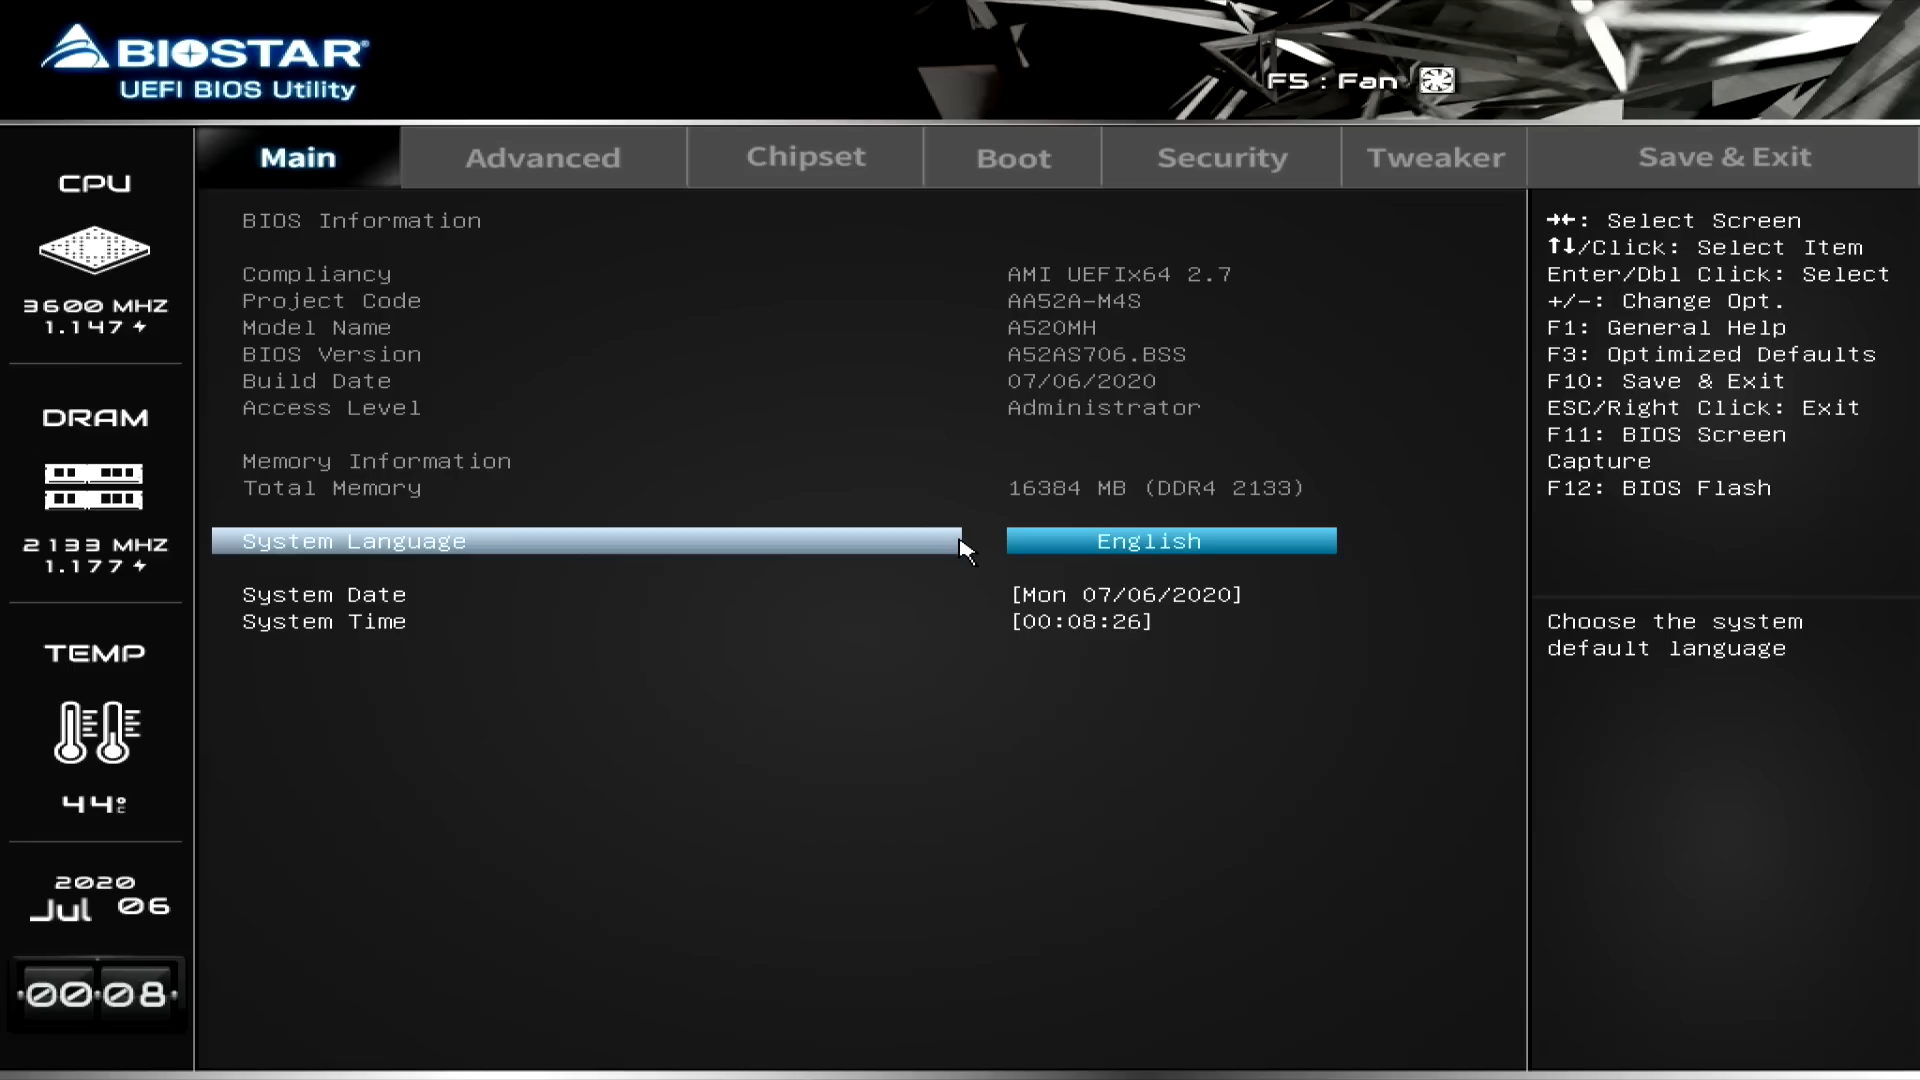 BIOSTAR®
UEFI BIOS Utility
F5 : Fan
Main Advanced Chipset Boot Security Tweaker Save & Exit
CPU
3600 MHZ
1.147
DRAM
2133 MHZ
1.177
TEMP
44°C
2020
Jul 06
00:08
BIOS Information
Compliancy AMI UEFIx64 2.7
Project Code AA52A-M4S
Model Name A520MH
BIOS Version A52AS706.BSS
Build Date 07/06/2020
Access Level Administrator
Memory Information
Total Memory 16384 MB (DDR4 2133)
System Language English
System Date [Mon 07/06/2020]
System Time [00:08:26]
→←: Select Screen
↑↓/Click: Select Item
Enter/Dbl Click: Select
+/-: Change Opt.
F1: General Help
F3: Optimized Defaults
F10: Save & Exit
ESC/Right Click: Exit
F11: BIOS Screen
Capture
F12: BIOS Flash
Choose the system
default language